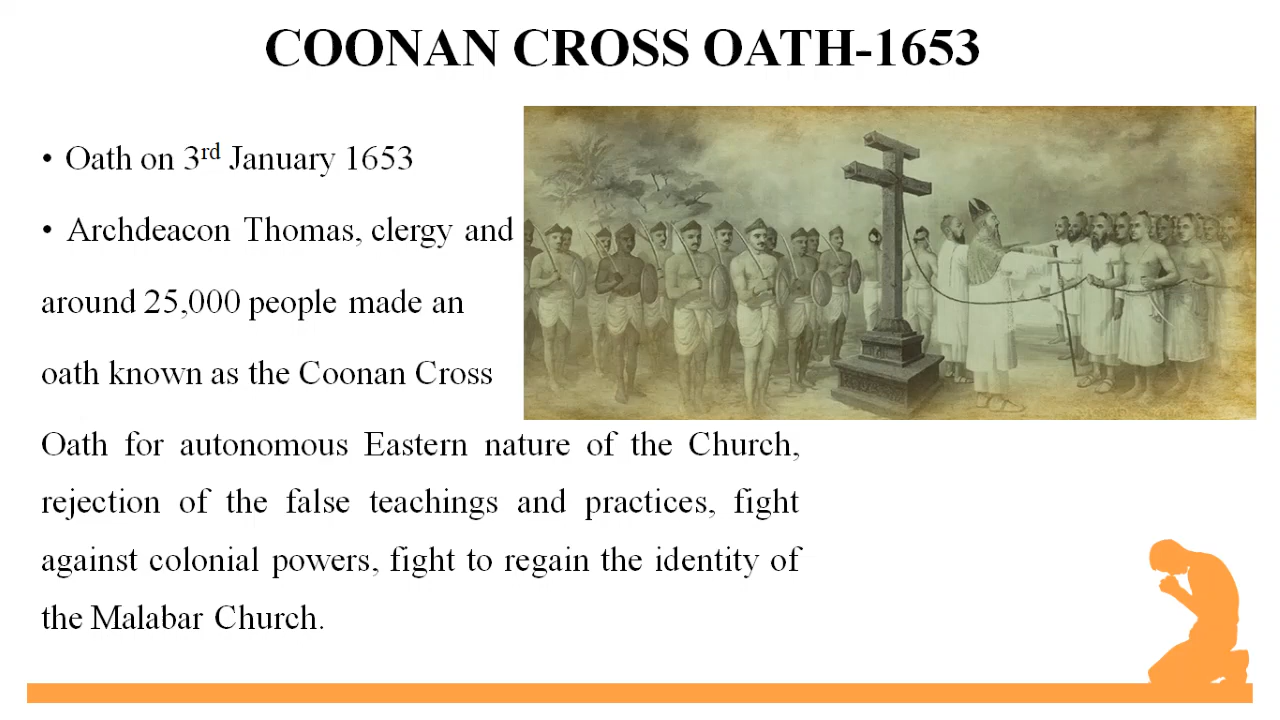 COONAN CROSS OATH-1653
• Oath on 3rd January 1653
• Archdeacon Thomas, clergy and
around 25,000 people made an
oath known as the Coonan Cross
Oath for autonomous Eastern nature of the Church,
rejection of the false teachings and practices, fight
against colonial powers, fight to regain the identity of
the Malabar Church.